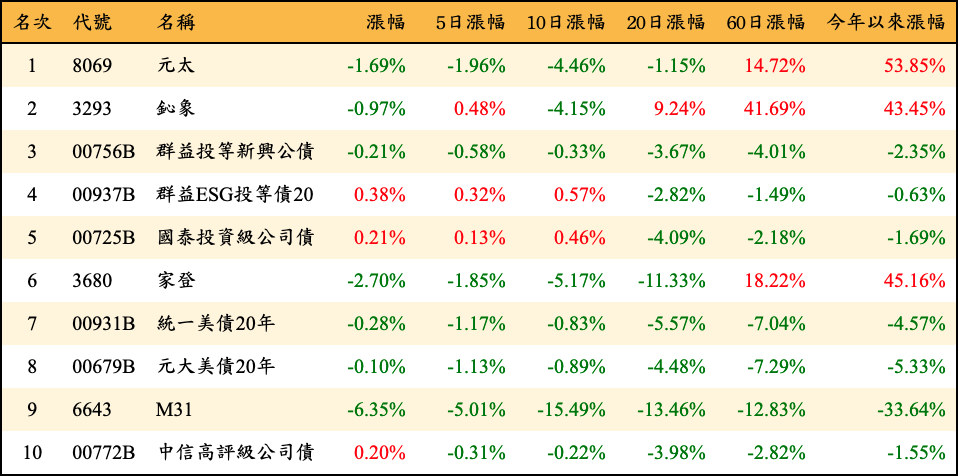 名次 代號 名稱 漲幅 5日漲幅 10日漲幅 20日漲幅 60日漲幅 今年以來漲幅
1 8069 元太 -1.69% -1.96% -4.46% -1.15% 14.72% 53.85%
2 3293 鈊象 -0.97% 0.48% -4.15% 9.24% 41.69% 43.45%
3 00756B 群益投等新興公債 -0.21% -0.58% -0.33% -3.67% -4.01% -2.35%
4 00937B 群益ESG投等債20 0.38% 0.32% 0.57% -2.82% -1.49% -0.63%
5 00725B 國泰投資級公司債 0.21% 0.13% 0.46% -4.09% -2.18% -1.69%
6 3680 家登 -2.70% -1.85% -5.17% -11.33% 18.22% 45.16%
7 00931B 統一美債20年 -0.28% -1.17% -0.83% -5.57% -7.04% -4.57%
8 00679B 元大美債20年 -0.10% -1.13% -0.89% -4.48% -7.29% -5.33%
9 6643 M31 -6.35% -5.01% -15.49% -13.46% -12.83% -33.64%
10 00772B 中信高評級公司債 0.20% -0.31% -0.22% -3.98% -2.82% -1.55%